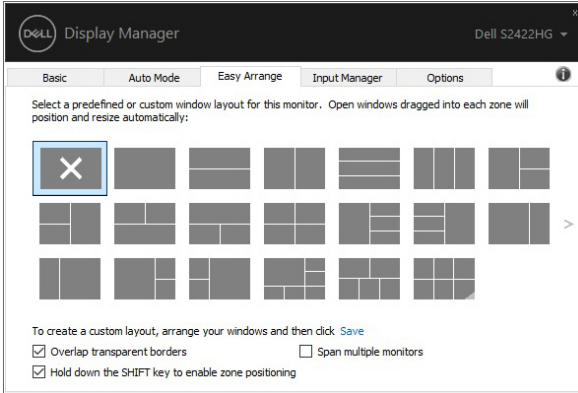 DELL Display Manager
Dell S2422HG
Basic
Auto Mode
Easy Arrange
Input Manager
Options
Select a predefined or custom window layout for this monitor. Open windows dragged into each zone will
position and resize automatically:
To create a custom layout, arrange your windows and then click Save
Overlap transparent borders
Span multiple monitors
Hold down the SHIFT key to enable zone positioning